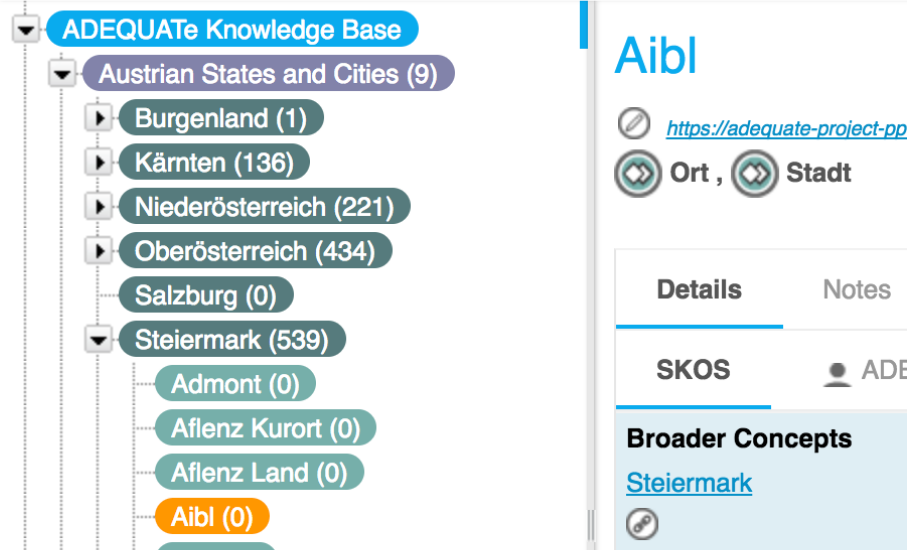 ADEQUATe Knowledge Base
Austrian States and Cities (9)
Burgenland (1)
Kärnten (136)
Niederösterreich (221)
Oberösterreich (434)
Salzburg (0)
Steiermark (539)
Admont (0)
Aflenz Kurort (0)
Aflenz Land (0)
Aibl (0)
Aibl
https://adequate-project-pp
Ort , Stadt
Details Notes
SKOS ADE
Broader Concepts
Steiermark